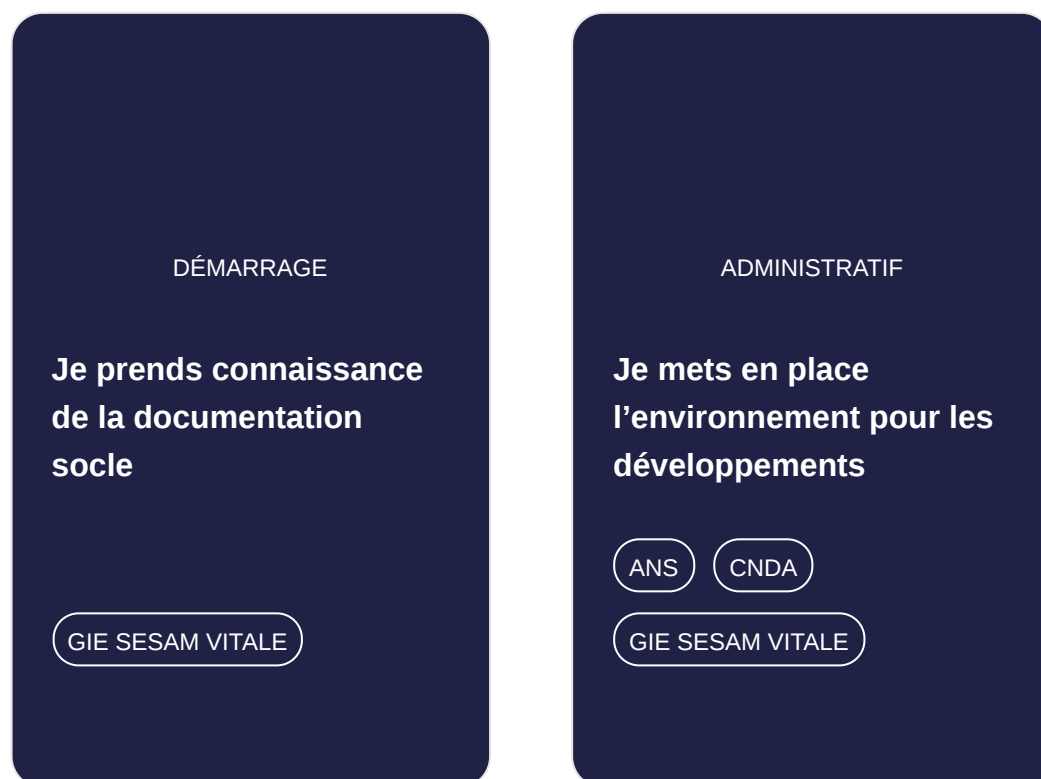 DÉMARRAGE
Je prends connaissance
de la documentation
socle
GIE SESAM VITALE
ADMINISTRATIF
Je mets en place
l’environnement pour les
développements
ANS CNDA
GIE SESAM VITALE